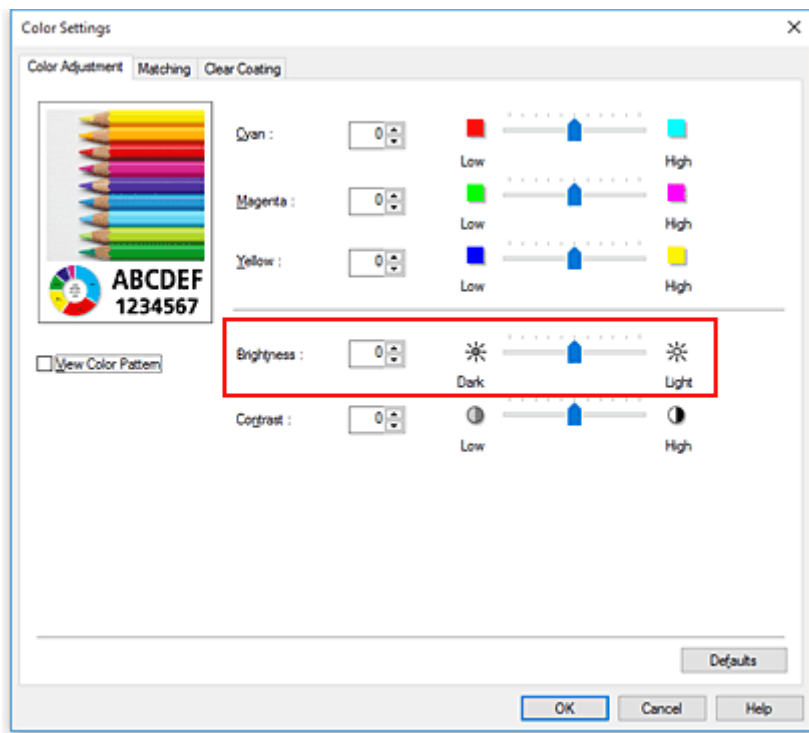 Color Settings
Color Adjustment Matching Clear Coating
Cyan : 0
Low High
Magenta : 0
Low High
Yellow : 0
Low High
ABCDEF
1234567
View Color Pattern
Brightness : 0
Dark Light
Contrast : 0
Low High
Defaults
OK Cancel Help